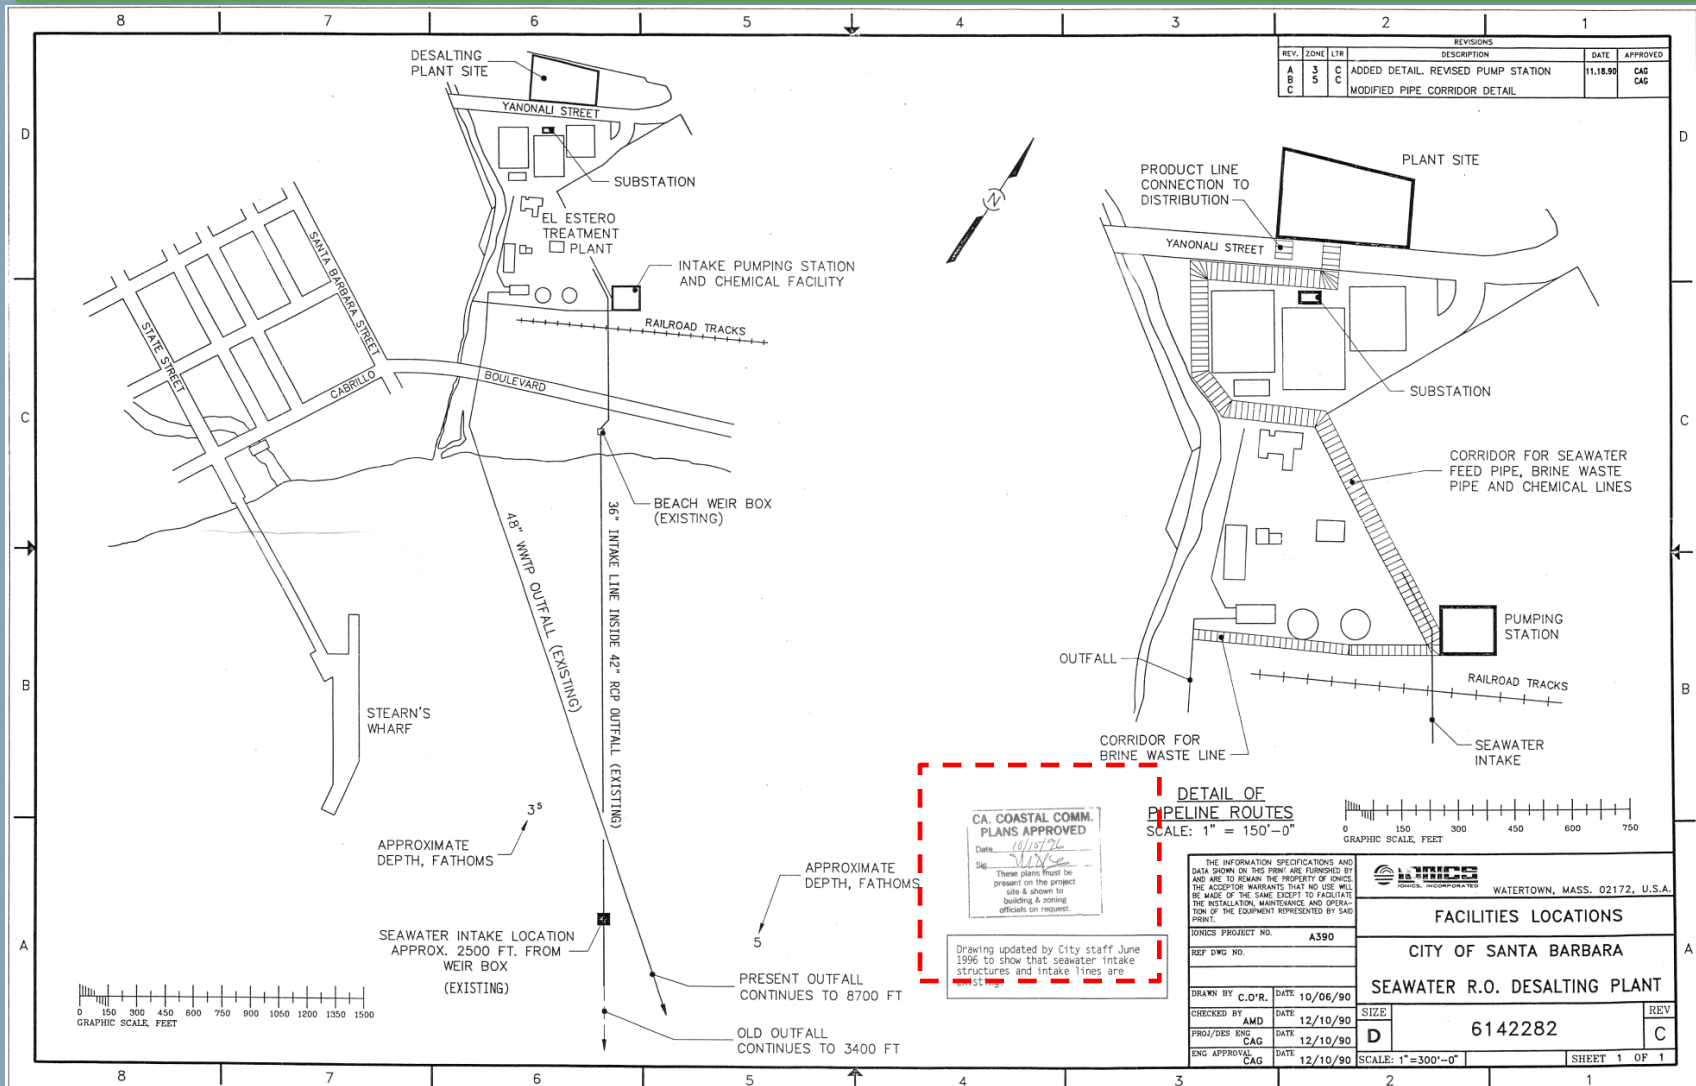 8 7 6 5 4 3 2 1
D
C
B
A
DESALTING
PLANT SITE
YANONALI STREET
SUBSTATION
EL ESTERO
TREATMENT
PLANT
INTAKE PUMPING STATION
AND CHEMICAL FACILITY
RAILROAD TRACKS
SANTA BARBARA STREET
STATE STREET
CABRILLO
BOULEVARD
BEACH WEIR BOX
(EXISTING)
48" WWTP OUTFALL (EXISTING)
36" INTAKE LINE INSIDE 42" RCP OUTFALL (EXISTING)
STEARN'S
WHARF
3⁵
APPROXIMATE
DEPTH, FATHOMS
APPROXIMATE
DEPTH, FATHOMS
5
SEAWATER INTAKE LOCATION
APPROX. 2500 FT. FROM
WEIR BOX
(EXISTING)
PRESENT OUTFALL
CONTINUES TO 8700 FT
OLD OUTFALL
CONTINUES TO 3400 FT
0 150 300 450 600 750 900 1050 1200 1350 1500
GRAPHIC SCALE, FEET
N
REVISIONS
REV. ZONE LTR DESCRIPTION DATE APPROVED
A 3 C ADDED DETAIL. REVISED PUMP STATION 11.18.90 CAG
B 5 C CAG
C MODIFIED PIPE CORRIDOR DETAIL
PLANT SITE
PRODUCT LINE
CONNECTION TO
DISTRIBUTION
YANONALI STREET
SUBSTATION
CORRIDOR FOR SEAWATER
FEED PIPE, BRINE WASTE
PIPE AND CHEMICAL LINES
PUMPING
STATION
OUTFALL
RAILROAD TRACKS
CORRIDOR FOR
BRINE WASTE LINE
SEAWATER
INTAKE
DETAIL OF
PIPELINE ROUTES
SCALE: 1" = 150'-0"
0 150 300 450 600 750
GRAPHIC SCALE, FEET
CA. COASTAL COMM.
PLANS APPROVED
Date 10/15/96
Sig.
These plans must be
present on the project
site & shown to
building & zoning
officials on request.
Drawing updated by City staff June
1996 to show that seawater intake
structures and intake lines are
existing.
THE INFORMATION SPECIFICATIONS AND
DATA SHOWN ON THIS PRINT ARE FURNISHED BY
AND ARE TO REMAIN THE PROPERTY OF IONICS.
THE ACCEPTOR WARRANTS THAT NO USE WILL
BE MADE OF THE SAME EXCEPT TO FACILITATE
THE INSTALLATION, MAINTENANCE AND OPERA-
TION OF THE EQUIPMENT REPRESENTED BY SAID
PRINT.
IONICS PROJECT NO. A390
REF DWG NO.
DRAWN BY C.O'R. DATE 10/06/90
CHECKED BY AMD DATE 12/10/90
PROJ/DES ENG CAG DATE 12/10/90
ENG APPROVAL CAG DATE 12/10/90
IONICS
IONICS, INCORPORATED
WATERTOWN, MASS. 02172, U.S.A.
FACILITIES LOCATIONS
CITY OF SANTA BARBARA
SEAWATER R.O. DESALTING PLANT
SIZE
D
6142282
REV
C
SCALE: 1"=300'-0"
SHEET 1 OF 1
D
C
B
A
8 7 6 5 4 3 2 1